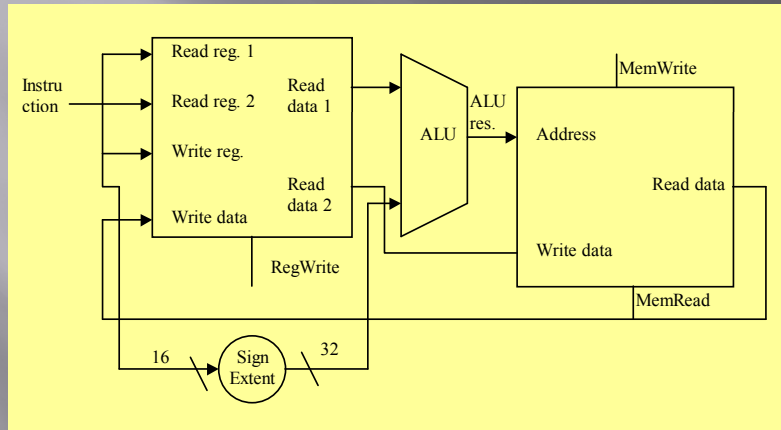 Instru
ction
Read reg. 1
Read reg. 2
Write reg.
Write data
Read
data 1
Read
data 2
RegWrite
ALU
ALU
res.
MemWrite
Address
Read data
Write data
MemRead
16
Sign
Extent
32